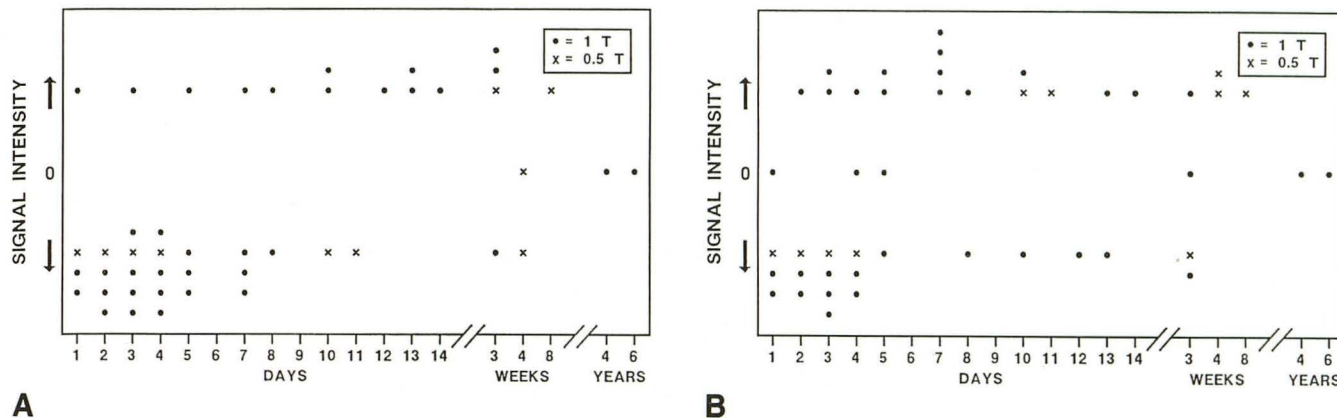 • = 1 T
x = 0.5 T
SIGNAL INTENSITY
0
1 2 3 4 5 6 7 8 9 10 11 12 13 14 3 4 8 4 6
DAYS WEEKS YEARS
A
• = 1 T
x = 0.5 T
SIGNAL INTENSITY
0
1 2 3 4 5 6 7 8 9 10 11 12 13 14 3 4 8 4 6
DAYS WEEKS YEARS
B